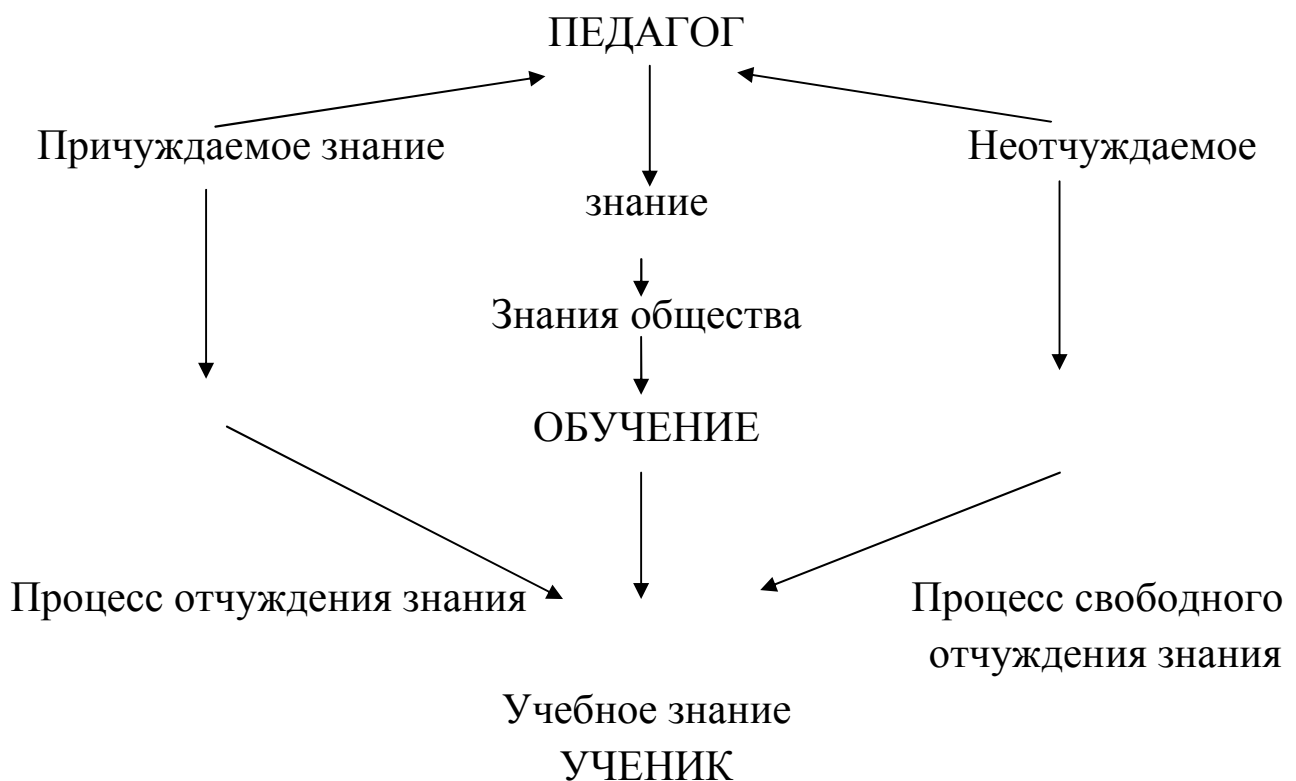 ПЕДАГОГ
Причуждаемое знание
Неотчуждаемое
знание
Знания общества
ОБУЧЕНИЕ
Процесс отчуждения знания
Процесс свободного
отчуждения знания
Учебное знание
УЧЕНИК